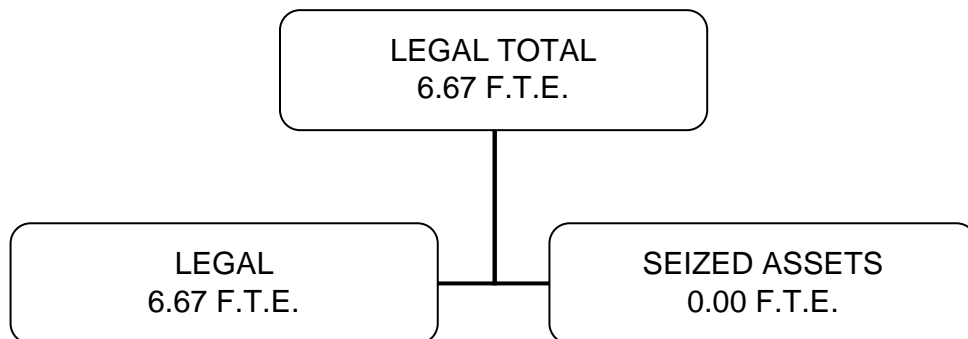 LEGAL TOTAL
6.67 F.T.E.
LEGAL
6.67 F.T.E.
SEIZED ASSETS
0.00 F.T.E.